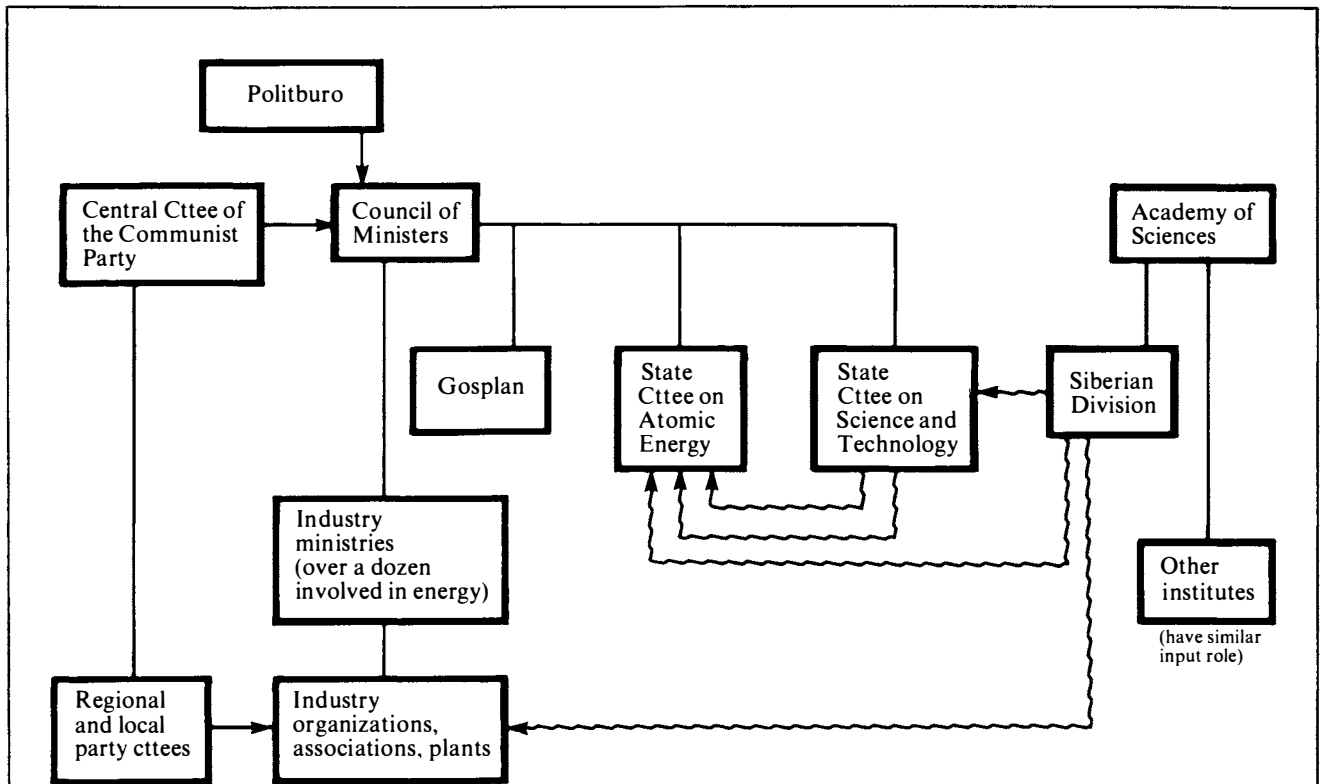 Politburo
Central Cttee of
the Communist
Party
Council of
Ministers
Academy of
Sciences
Gosplan
State
Cttee on
Atomic
Energy
State
Cttee on
Science and
Technology
Siberian
Division
Industry
ministries
(over a dozen
involved in energy)
Other
institutes
(have similar
input role)
Regional
and local
party cttees
Industry
organizations,
associations, plants